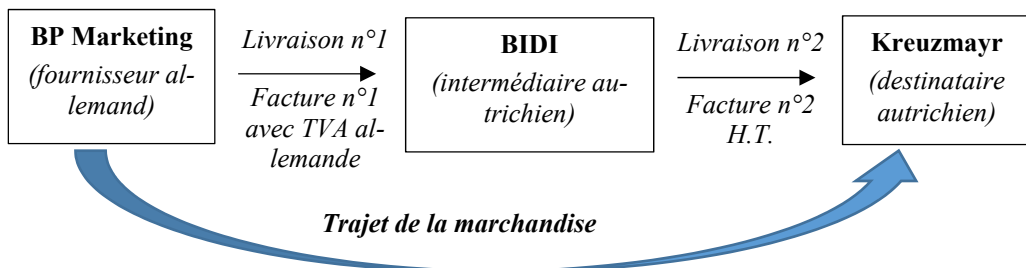 BP Marketing
(fournisseur al-
lemand)
Livraison n°1
Facture n°1
avec TVA al-
lemande
BIDI
(intermédiaire au-
trichien)
Livraison n°2
Facture n°2
H.T.
Kreuzmayr
(destinataire
autrichien)
Trajet de la marchandise